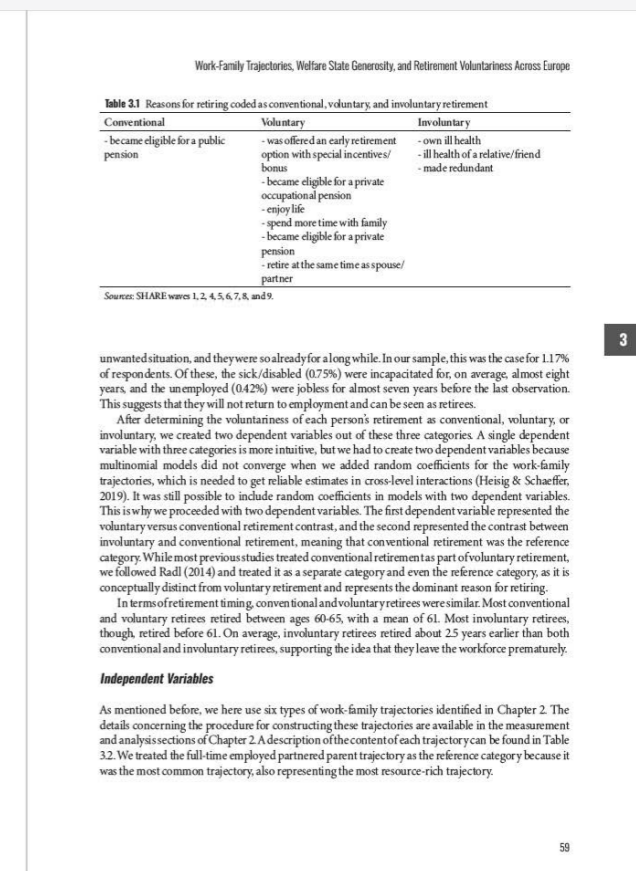 Work-Family Trajectories, Welfare State Generosity, and Retirement Voluntariness Across Europe
Table 3.1 Reasons for retiring coded as conventional, voluntary, and involuntary retirement
Conventional Voluntary Involuntary
- became eligible for a public - was offered an early retirement - own ill health
pension option with special incentives/ - ill health of a relative/friend
bonus - made redundant
- became eligible for a private
occupational pension
- enjoy life
- spend more time with family
- became eligible for a private
pension
- retire at the same time as spouse/
partner
Sources: SHARE waves 1, 2, 4, 5, 6, 7, 8, and 9.
3
unwanted situation, and they were so already for a long while. In our sample, this was the case for 1.17%
of respondents. Of these, the sick/disabled (0.75%) were incapacitated for, on average, almost eight
years, and the unemployed (0.42%) were jobless for almost seven years before the last observation.
This suggests that they will not return to employment and can be seen as retirees.
After determining the voluntariness of each person's retirement as conventional, voluntary, or
involuntary, we created two dependent variables out of these three categories. A single dependent
variable with three categories is more intuitive, but we had to create two dependent variables because
multinomial models did not converge when we added random coefficients for the work-family
trajectories, which is needed to get reliable estimates in cross-level interactions (Heisig & Schaeffer,
2019). It was still possible to include random coefficients in models with two dependent variables.
This is why we proceeded with two dependent variables. The first dependent variable represented the
voluntary versus conventional retirement contrast, and the second represented the contrast between
involuntary and conventional retirement, meaning that conventional retirement was the reference
category. While most previous studies treated conventional retirement as part of voluntary retirement,
we followed Radl (2014) and treated it as a separate category and even the reference category, as it is
conceptually distinct from voluntary retirement and represents the dominant reason for retiring.
In terms of retirement timing, conventional and voluntary retirees were similar. Most conventional
and voluntary retirees retired between ages 60-65, with a mean of 61. Most involuntary retirees,
though, retired before 61. On average, involuntary retirees retired about 2.5 years earlier than both
conventional and involuntary retirees, supporting the idea that they leave the workforce prematurely.
Independent Variables
As mentioned before, we here use six types of work-family trajectories identified in Chapter 2. The
details concerning the procedure for constructing these trajectories are available in the measurement
and analysis sections of Chapter 2. A description of the content of each trajectory can be found in Table
3.2. We treated the full-time employed partnered parent trajectory as the reference category because it
was the most common trajectory, also representing the most resource-rich trajectory.
59